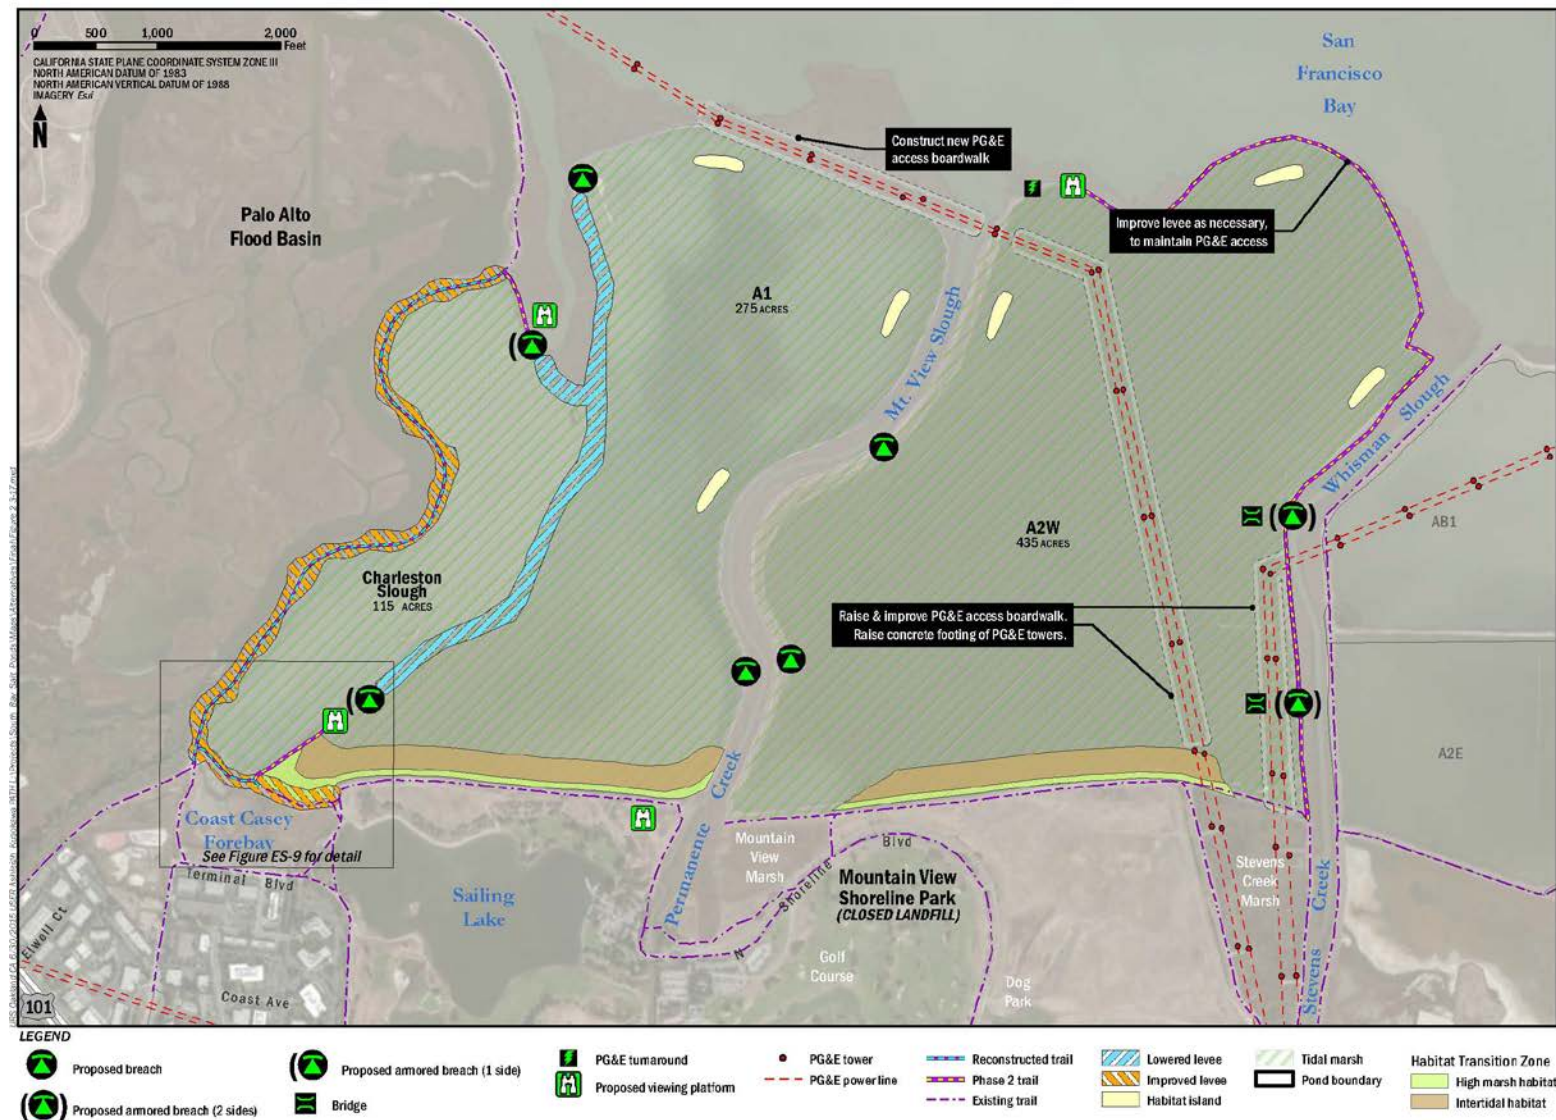 0 500 1,000 2,000
Feet
CALIFORNIA STATE PLANE COORDINATE SYSTEM ZONE III
NORTH AMERICAN DATUM OF 1983
NORTH AMERICAN VERTICAL DATUM OF 1988
IMAGERY Esri
N
San
Francisco
Bay
Construct new PG&E
access boardwalk
Palo Alto
Flood Basin
Improve levee as necessary,
to maintain PG&E access
A1
275 ACRES
Mt. View Slough
Whisman Slough
A2W
435 ACRES
AB1
Charleston
Slough
115 ACRES
Raise & improve PG&E access boardwalk.
Raise concrete footing of PG&E towers.
A2E
Coast Casey
Forebay
See Figure ES-9 for detail
Terminal Blvd
Elwell Ct
Coast Ave
101
Sailing
Lake
Permanente Creek
Mountain
View
Marsh
N Shoreline Blvd
Mountain View
Shoreline Park
(CLOSED LANDFILL)
Golf
Course
Dog
Park
Stevens
Creek
Marsh
Stevens Creek
LEGEND
Proposed breach
Proposed armored breach (1 side)
Proposed armored breach (2 sides)
Bridge
PG&E turnaround
Proposed viewing platform
PG&E tower
PG&E power line
Reconstructed trail
Phase 2 trail
Existing trail
Lowered levee
Improved levee
Habitat island
Tidal marsh
Pond boundary
Habitat Transition Zone
High marsh habitat
Intertidal habitat